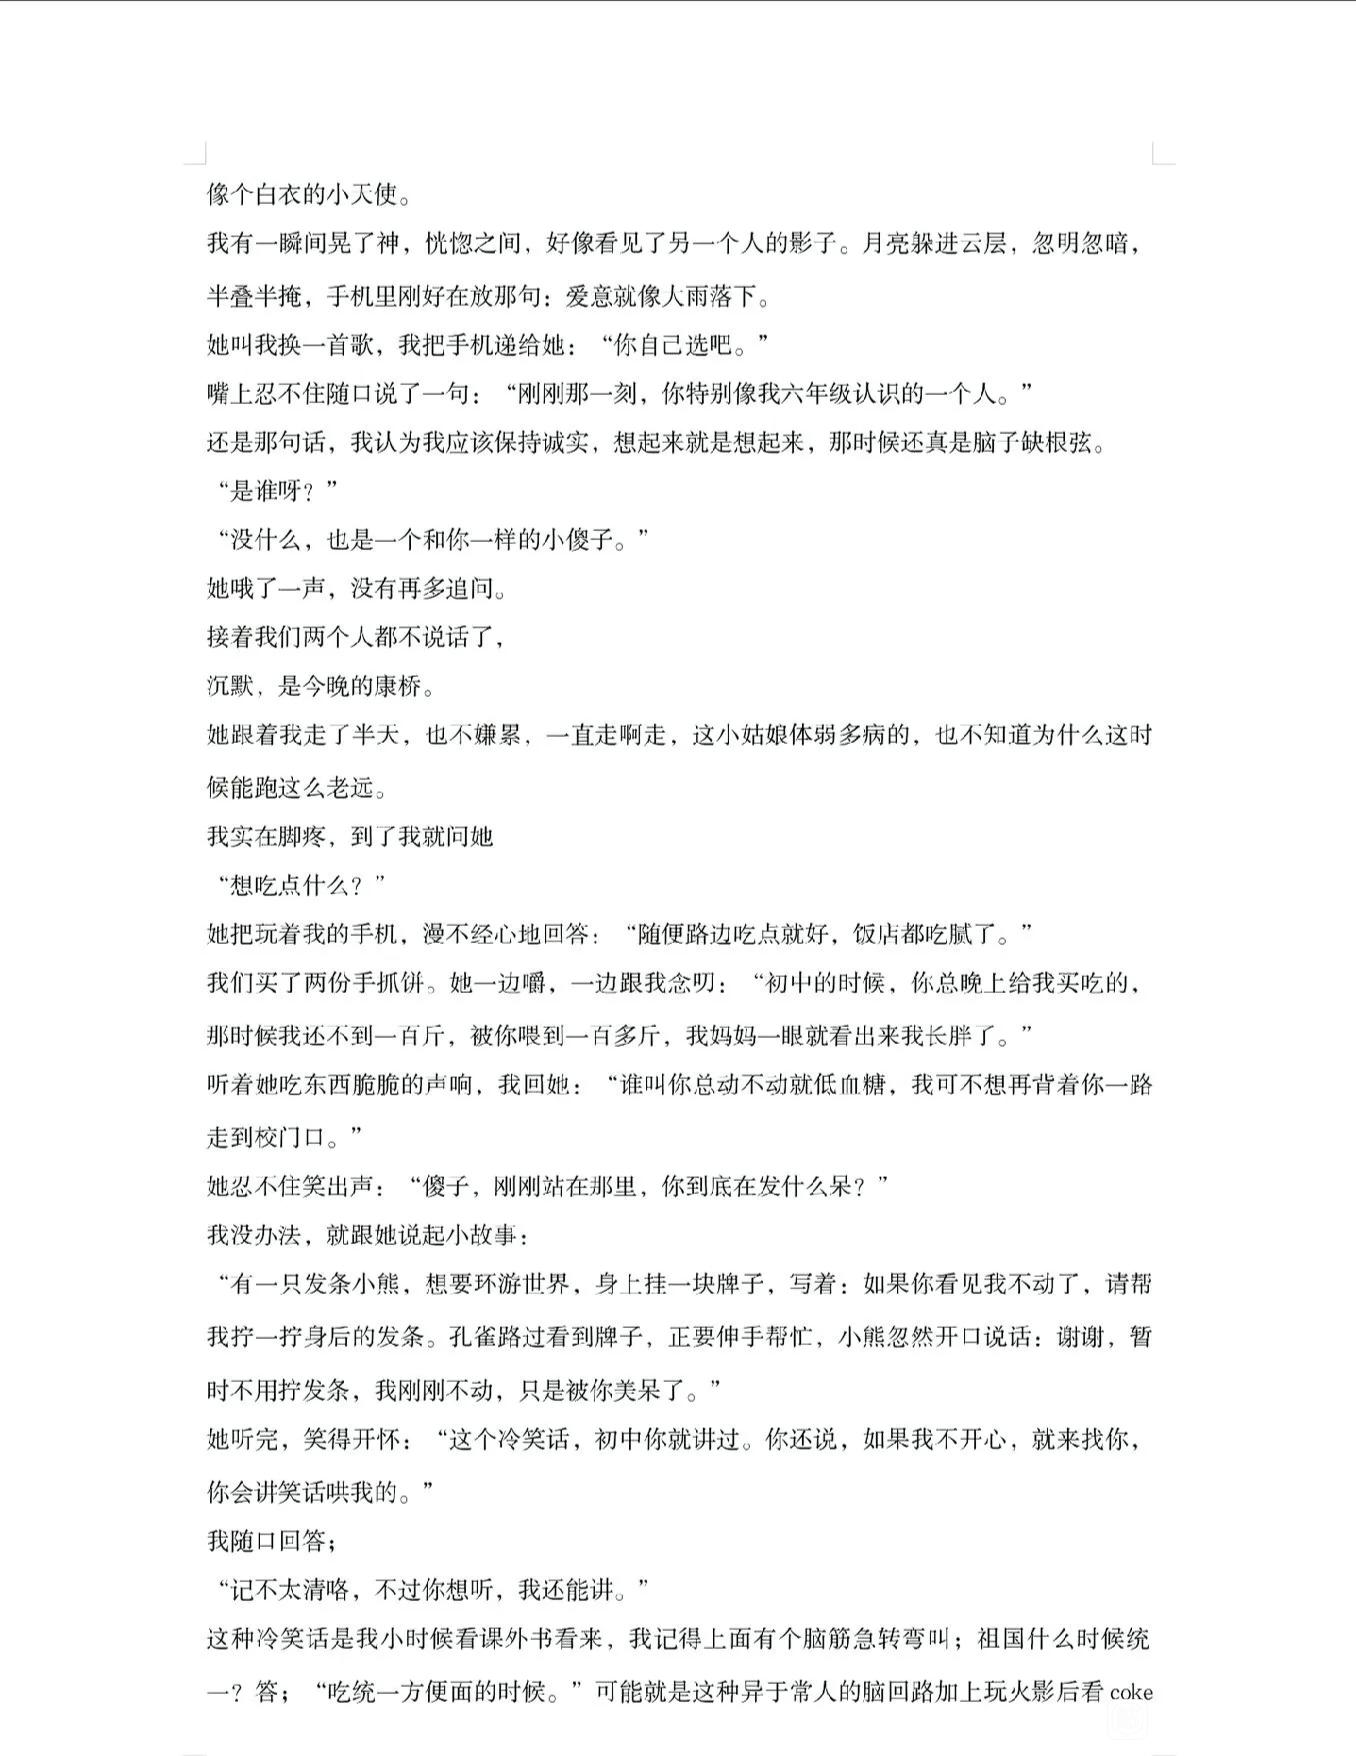 像个白衣的小天使。
我有一瞬间晃了神，恍惚之间，好像看见了另一个人的影子。月亮躲进云层，忽明忽暗，
半叠半掩，手机里刚好在放那句：爱意就像大雨落下。
她叫我换一首歌，我把手机递给她：“你自己选吧。”
嘴上忍不住随口说了一句：“刚刚那一刻，你特别像我六年级认识的一个人。”
还是那句话，我认为我应该保持诚实，想起来就是想起来，那时候还真是脑子缺根弦。
“是谁呀？”
“没什么，也是一个和你一样的小傻子。”
她哦了一声，没有再多追问。
接着我们两个人都不说话了，
沉默，是今晚的康桥。
她跟着我走了半天，也不嫌累，一直走啊走，这小姑娘体弱多病的，也不知道为什么这时
候能跑这么老远。
我实在脚疼，到了我就问她
“想吃点什么？”
她把玩着我的手机，漫不经心地回答：“随便路边吃点就好，饭店都吃腻了。”
我们买了两份手抓饼。她一边嚼，一边跟我念叨：“初中的时候，你总晚上给我买吃的，
那时候我还不到一百斤，被你喂到一百多斤，我妈妈一眼就看出来我长胖了。”
听着她吃东西脆脆的声响，我回她：“谁叫你总动不动就低血糖，我可不想再背着你一路
走到校门口。”
她忍不住笑出声：“傻子，刚刚站在那里，你到底在发什么呆？”
我没办法，就跟她说起小故事：
“有一只发条小熊，想要环游世界，身上挂一块牌子，写着：如果你看见我不动了，请帮
我拧一拧身后的发条。孔雀路过看到牌子，正要伸手帮忙，小熊忽然开口说话：谢谢，暂
时不用拧发条，我刚刚不动，只是被你美呆了。”
她听完，笑得开怀：“这个冷笑话，初中你就讲过。你还说，如果我不开心，就来找你，
你会讲笑话哄我的。”
我随口回答；
“记不太清咯，不过你想听，我还能讲。”
这种冷笑话是我小时候看课外书看来，我记得上面有个脑筋急转弯叫；祖国什么时候统
一？答；“吃统一方便面的时候。”可能就是这种异于常人的脑回路加上玩火影后看 coke